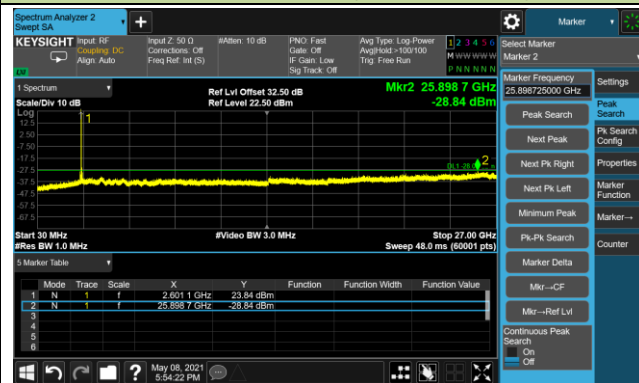 Spectrum Analyzer 2
Swept SA
Marker
KEYSIGHT
Input: RF
Coupling: DC
Align: Auto
Input Z: 50 Ω
Corrections: Off
Freq Ref: Int (S)
#Atten: 10 dB
PNO: Fast
Gate: Off
IF Gain: Low
Sig Track: Off
Avg Type: Log-Power
Avg|Hold:>100/100
Trig: Free Run
1 2 3 4 5 6
M W W W W W
P N N N N N
Select Marker
Marker 2
Marker Frequency
25.898725000 GHz
Settings
Peak Search
Next Peak
Next Pk Right
Next Pk Left
Minimum Peak
Pk-Pk Search
Marker Delta
Mkr→CF
Mkr→Ref Lvl
Continuous Peak
Search
On
Off
Peak
Search
Pk Search
Config
Properties
Marker
Function
Marker→
Counter
1 Spectrum
Scale/Div 10 dB
Ref Lvl Offset 32.50 dB
Ref Level 22.50 dBm
Mkr2 25.898 7 GHz
-28.84 dBm
Log
12.5
2.50
-7.50
-17.5
-27.5
-37.5
-47.5
-57.5
-67.5
1
2
Start 30 MHz
#Res BW 1.0 MHz
#Video BW 3.0 MHz
Stop 27.00 GHz
Sweep 48.0 ms (60001 pts)
5 Marker Table
Mode Trace Scale X Y Function Function Width Function Value
1 N 1 f 2.601 1 GHz 23.84 dBm
2 N 1 f 25.898 7 GHz -28.84 dBm
3
4
5
6
May 08, 2021
5:54:22 PM